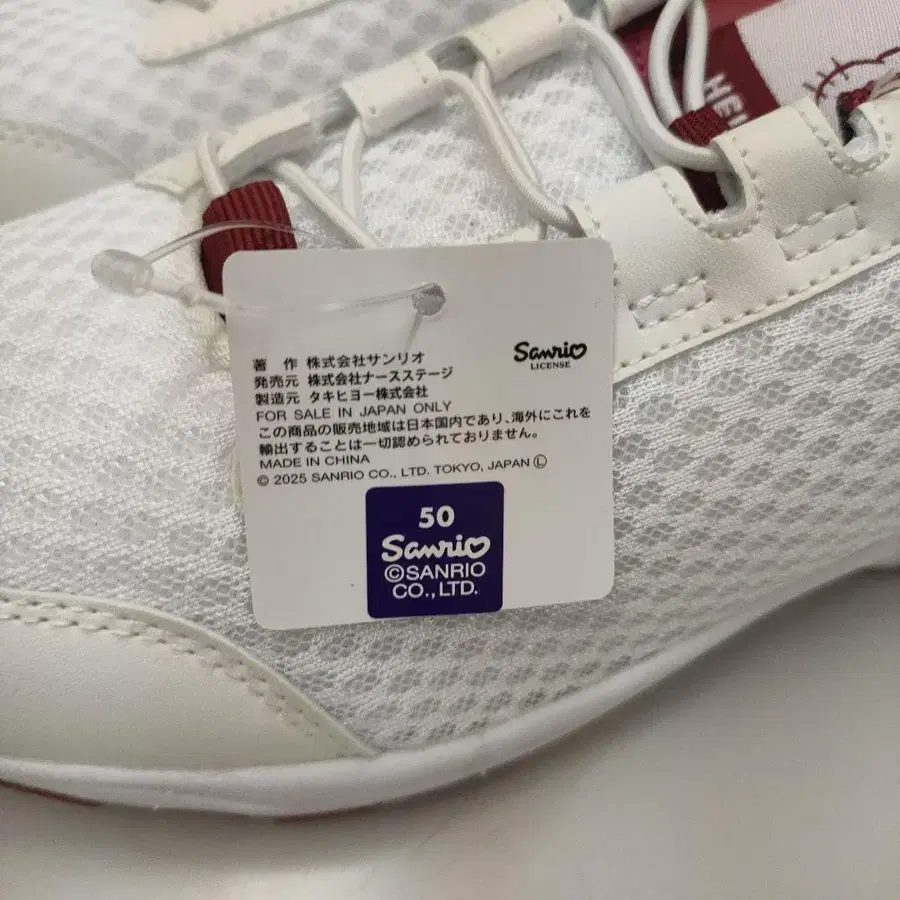 HE
著 作 株式会社サンリオ
発売元 株式会社ナースステージ
製造元 タキヒヨー株式会社
FOR SALE IN JAPAN ONLY
この商品の販売地域は日本国内であり、海外にこれを
輸出することは一切認められておりません。
MADE IN CHINA
© 2025 SANRIO CO., LTD. TOKYO, JAPAN Ⓛ
Sanrio
LICENSE
50
Sanrio
©SANRIO
CO.,LTD.